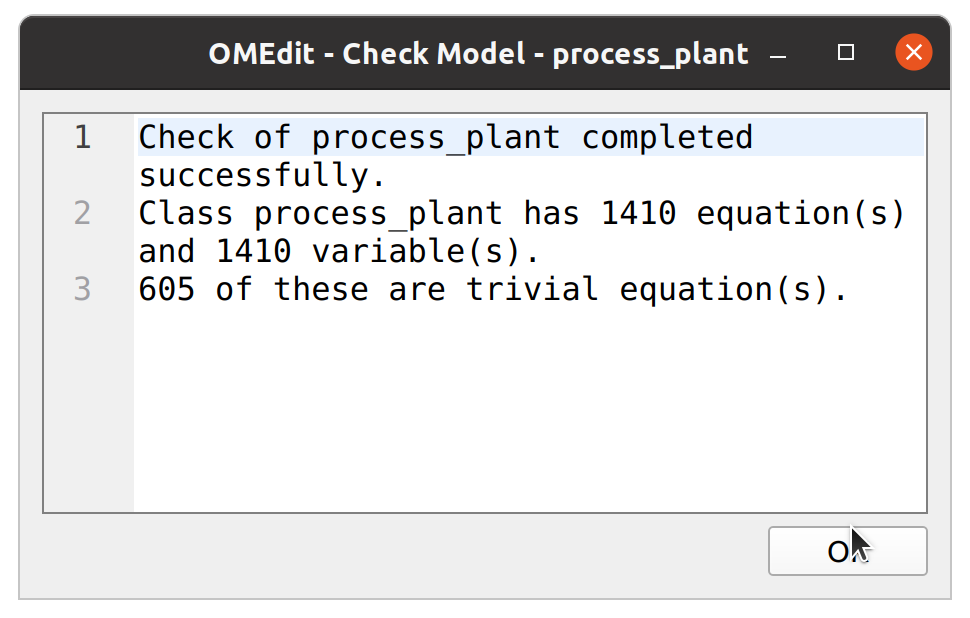 OMEdit - Check Model - process_plant
1 Check of process_plant completed
successfully.
2 Class process_plant has 1410 equation(s)
and 1410 variable(s).
3 605 of these are trivial equation(s).